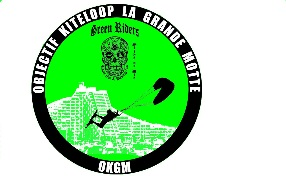 OBJECTIF KITELOOP LA GRANDE MOTTE
Green Riders
OKGM